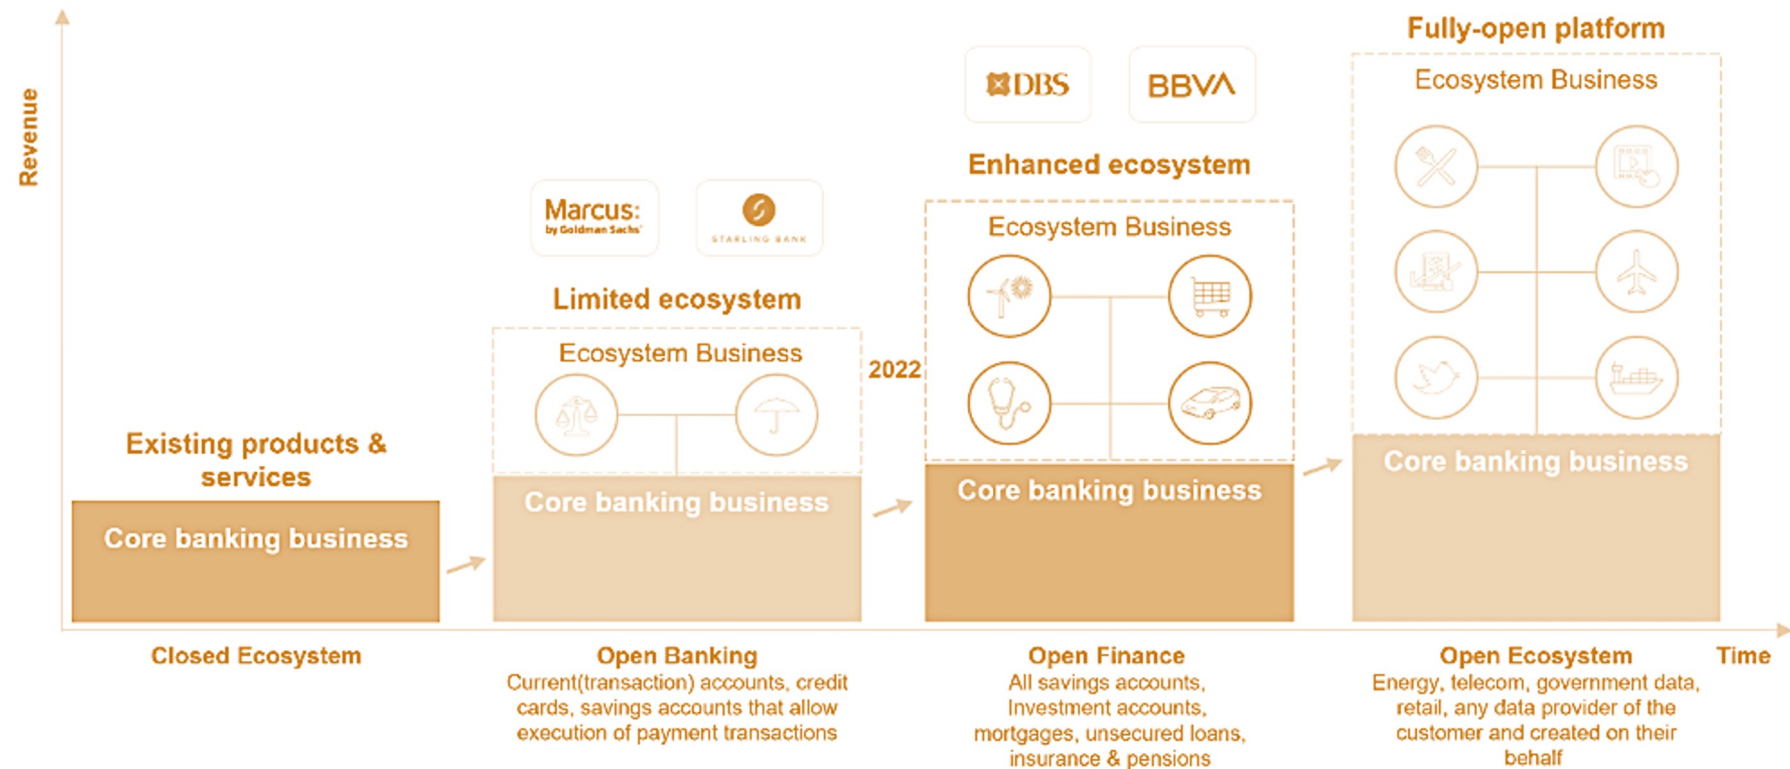 Revenue
Existing products &
services
Core banking business
Closed Ecosystem
Marcus:
by Goldman Sachs®
STARLING BANK
Limited ecosystem
Ecosystem Business
Core banking business
Open Banking
Current(transaction) accounts, credit
cards, savings accounts that allow
execution of payment transactions
2022
DBS
BBVA
Enhanced ecosystem
Ecosystem Business
Core banking business
Open Finance
All savings accounts,
Investment accounts,
mortgages, unsecured loans,
insurance & pensions
Fully-open platform
Ecosystem Business
Core banking business
Open Ecosystem
Energy, telecom, government data,
retail, any data provider of the
customer and created on their
behalf
Time